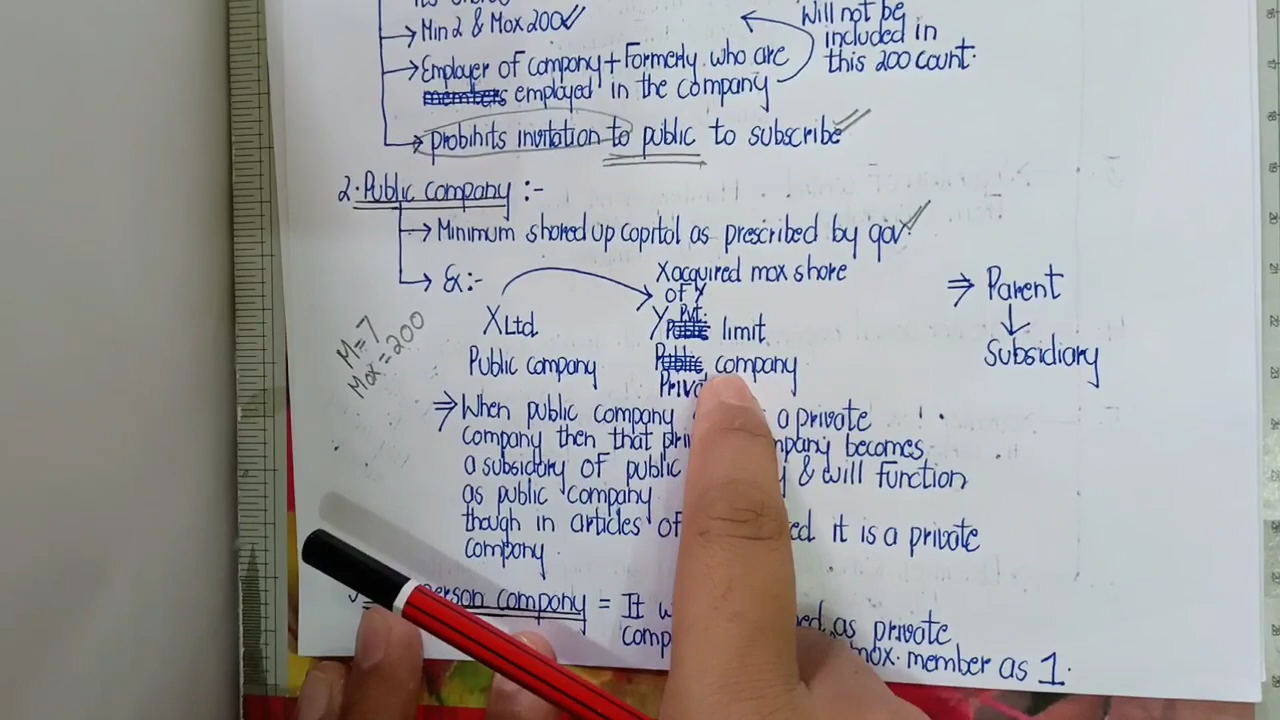 → Min 2 & Max 200 ✓
Will not be
included in
this 200 count.
→ Employer of company + Formerly who are
employed in the company
→ probihits invitation to public to subscribe
2. Public company :-
→ Minimum shared up capital as prescribed by gov
→ Ex:-
X acquired max share
of Y
X Ltd
Y Pvt. limit
Public company
company
⇒ Parent
↓
Subsidiary
M=7
Max=200
⇒ When public company a private
company then that company becomes
a subsidory of public & will function
as public company
though in articles of it is a private
company.
person company = It as private
max. member as 1.